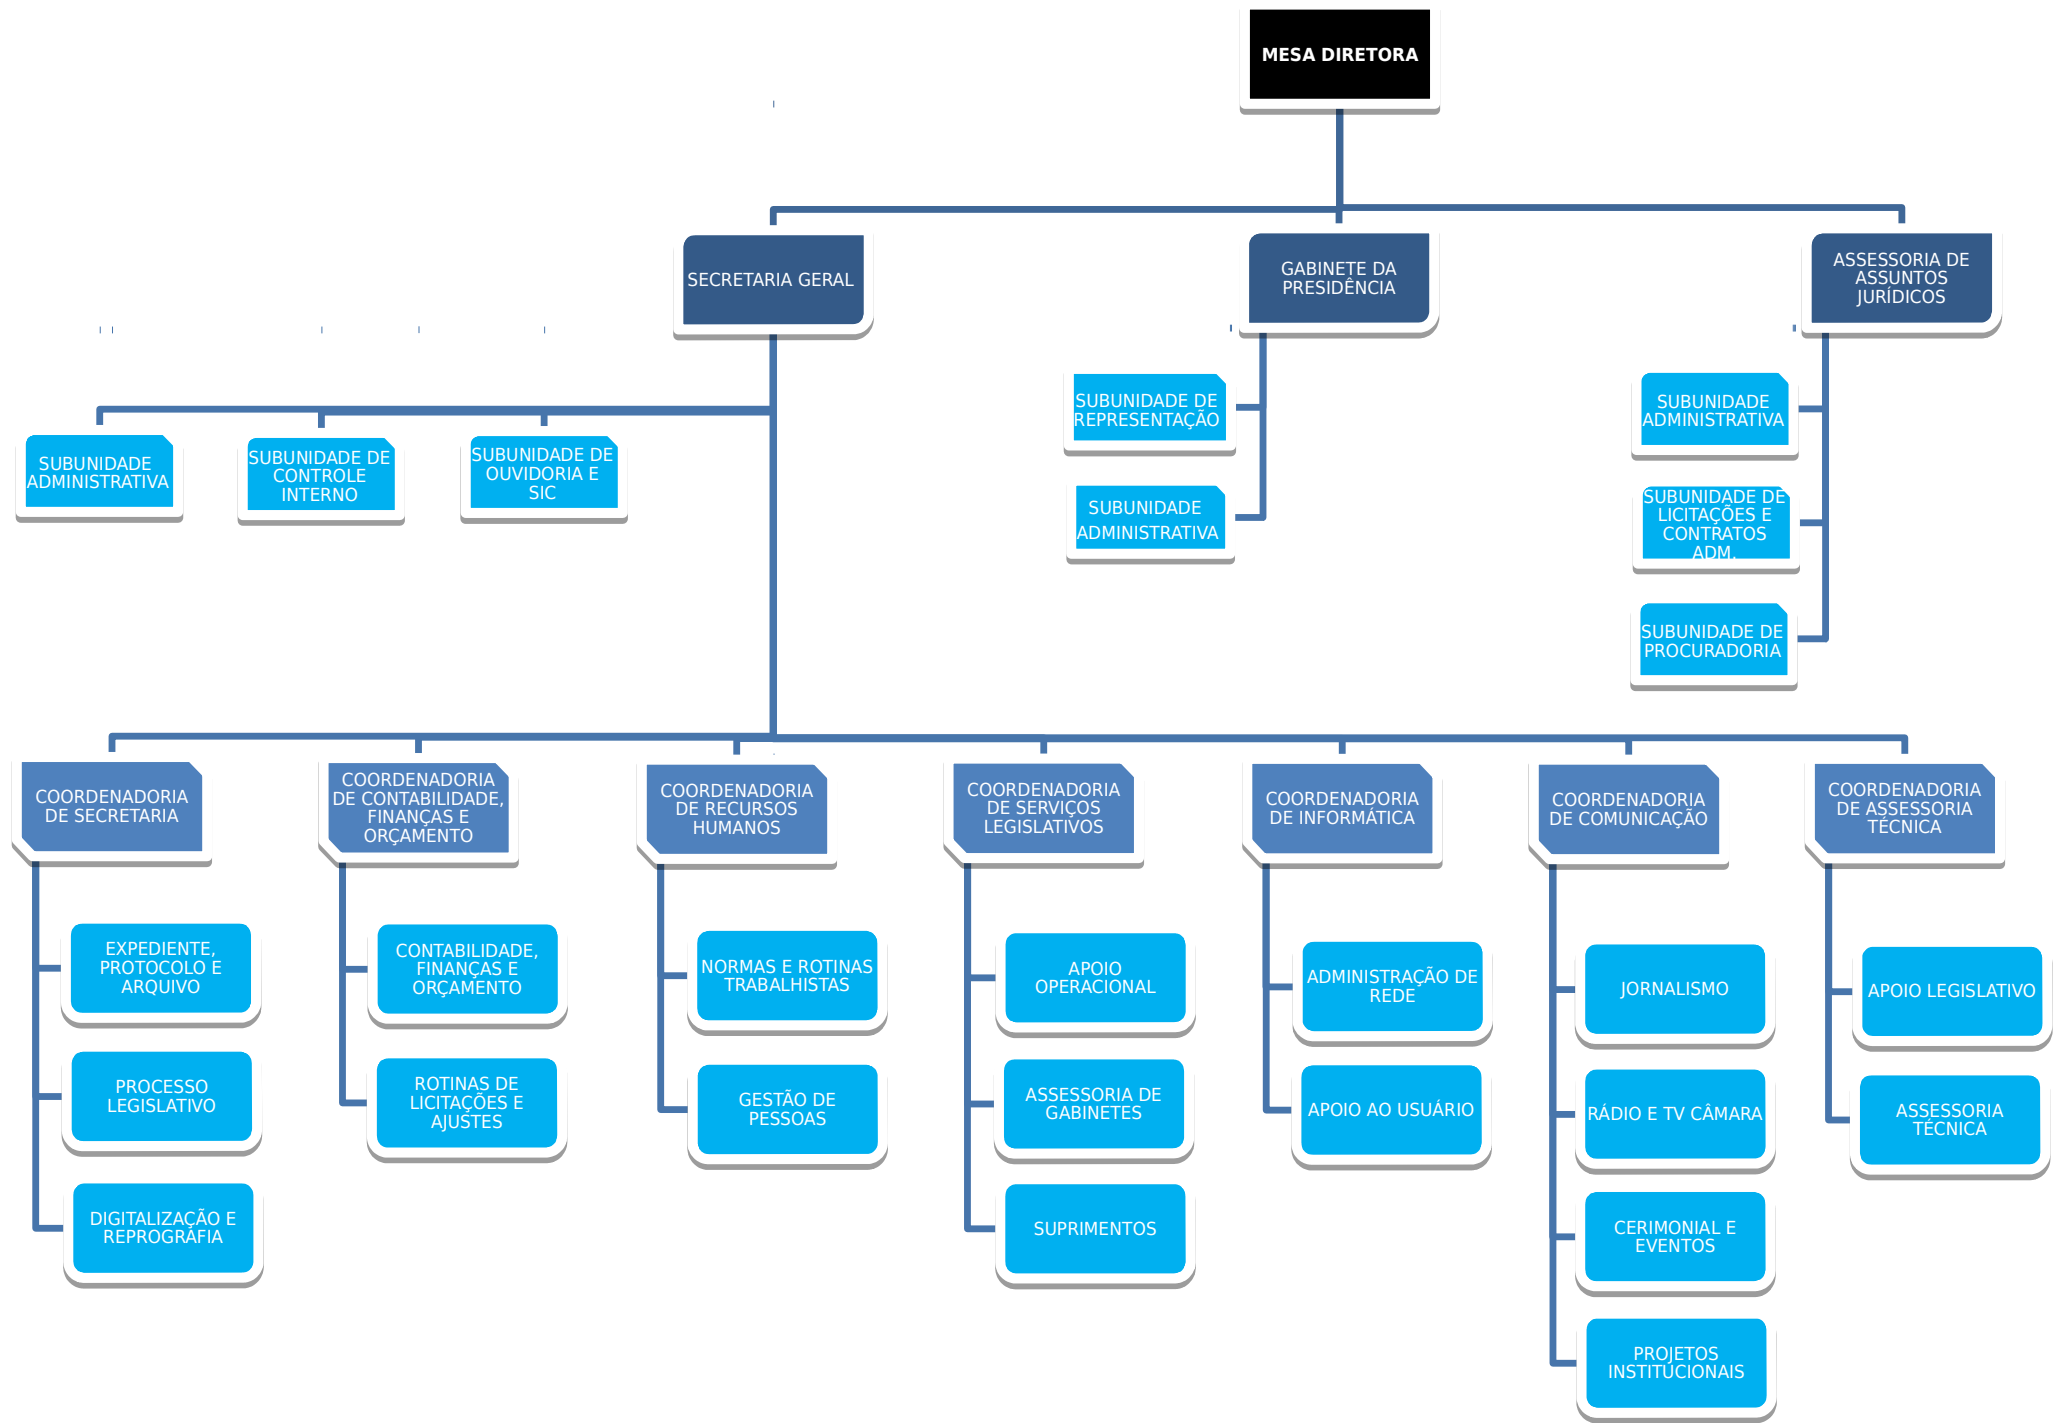 MESA DIRETORA
SECRETARIA GERAL
GABINETE DA
PRESIDÊNCIA
ASSESSORIA DE
ASSUNTOS
JURÍDICOS
SUBUNIDADE
ADMINISTRATIVA
SUBUNIDADE DE
CONTROLE
INTERNO
SUBUNIDADE DE
OUVIDORIA E
SIC
SUBUNIDADE DE
REPRESENTAÇÃO
SUBUNIDADE
ADMINISTRATIVA
SUBUNIDADE
ADMINISTRATIVA
SUBUNIDADE DE
LICITAÇÕES E
CONTRATOS
ADM.
SUBUNIDADE DE
PROCURADORIA
COORDENADORIA
DE SECRETARIA
COORDENADORIA
DE CONTABILIDADE,
FINANÇAS E
ORÇAMENTO
COORDENADORIA
DE RECURSOS
HUMANOS
COORDENADORIA
DE SERVIÇOS
LEGISLATIVOS
COORDENADORIA
DE INFORMÁTICA
COORDENADORIA
DE COMUNICAÇÃO
COORDENADORIA
DE ASSESSORIA
TÉCNICA
EXPEDIENTE,
PROTOCOLO E
ARQUIVO
PROCESSO
LEGISLATIVO
DIGITALIZAÇÃO E
REPROGRAFIA
CONTABILIDADE,
FINANÇAS E
ORÇAMENTO
ROTINAS DE
LICITAÇÕES E
AJUSTES
NORMAS E ROTINAS
TRABALHISTAS
GESTÃO DE
PESSOAS
APOIO
OPERACIONAL
ASSESSORIA DE
GABINETES
SUPRIMENTOS
ADMINISTRAÇÃO DE
REDE
APOIO AO USUÁRIO
JORNALISMO
RÁDIO E TV CÂMARA
CERIMONIAL E
EVENTOS
PROJETOS
INSTITUCIONAIS
APOIO LEGISLATIVO
ASSESSORIA
TÉCNICA